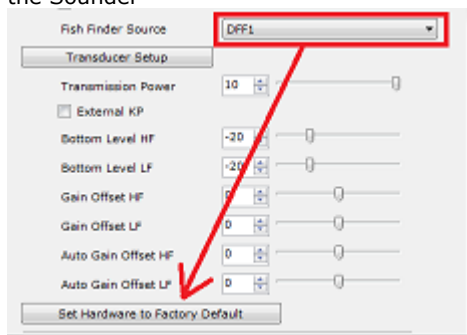 the Sounder
Fish Finder Source DFF1
Transducer Setup
Transmission Power 10
External KP
Bottom Level HF -20
Bottom Level LF -20
Gain Offset HF
Gain Offset LF 0
Auto Gain Offset HF 0
Auto Gain Offset LF 0
Set Hardware to Factory Default